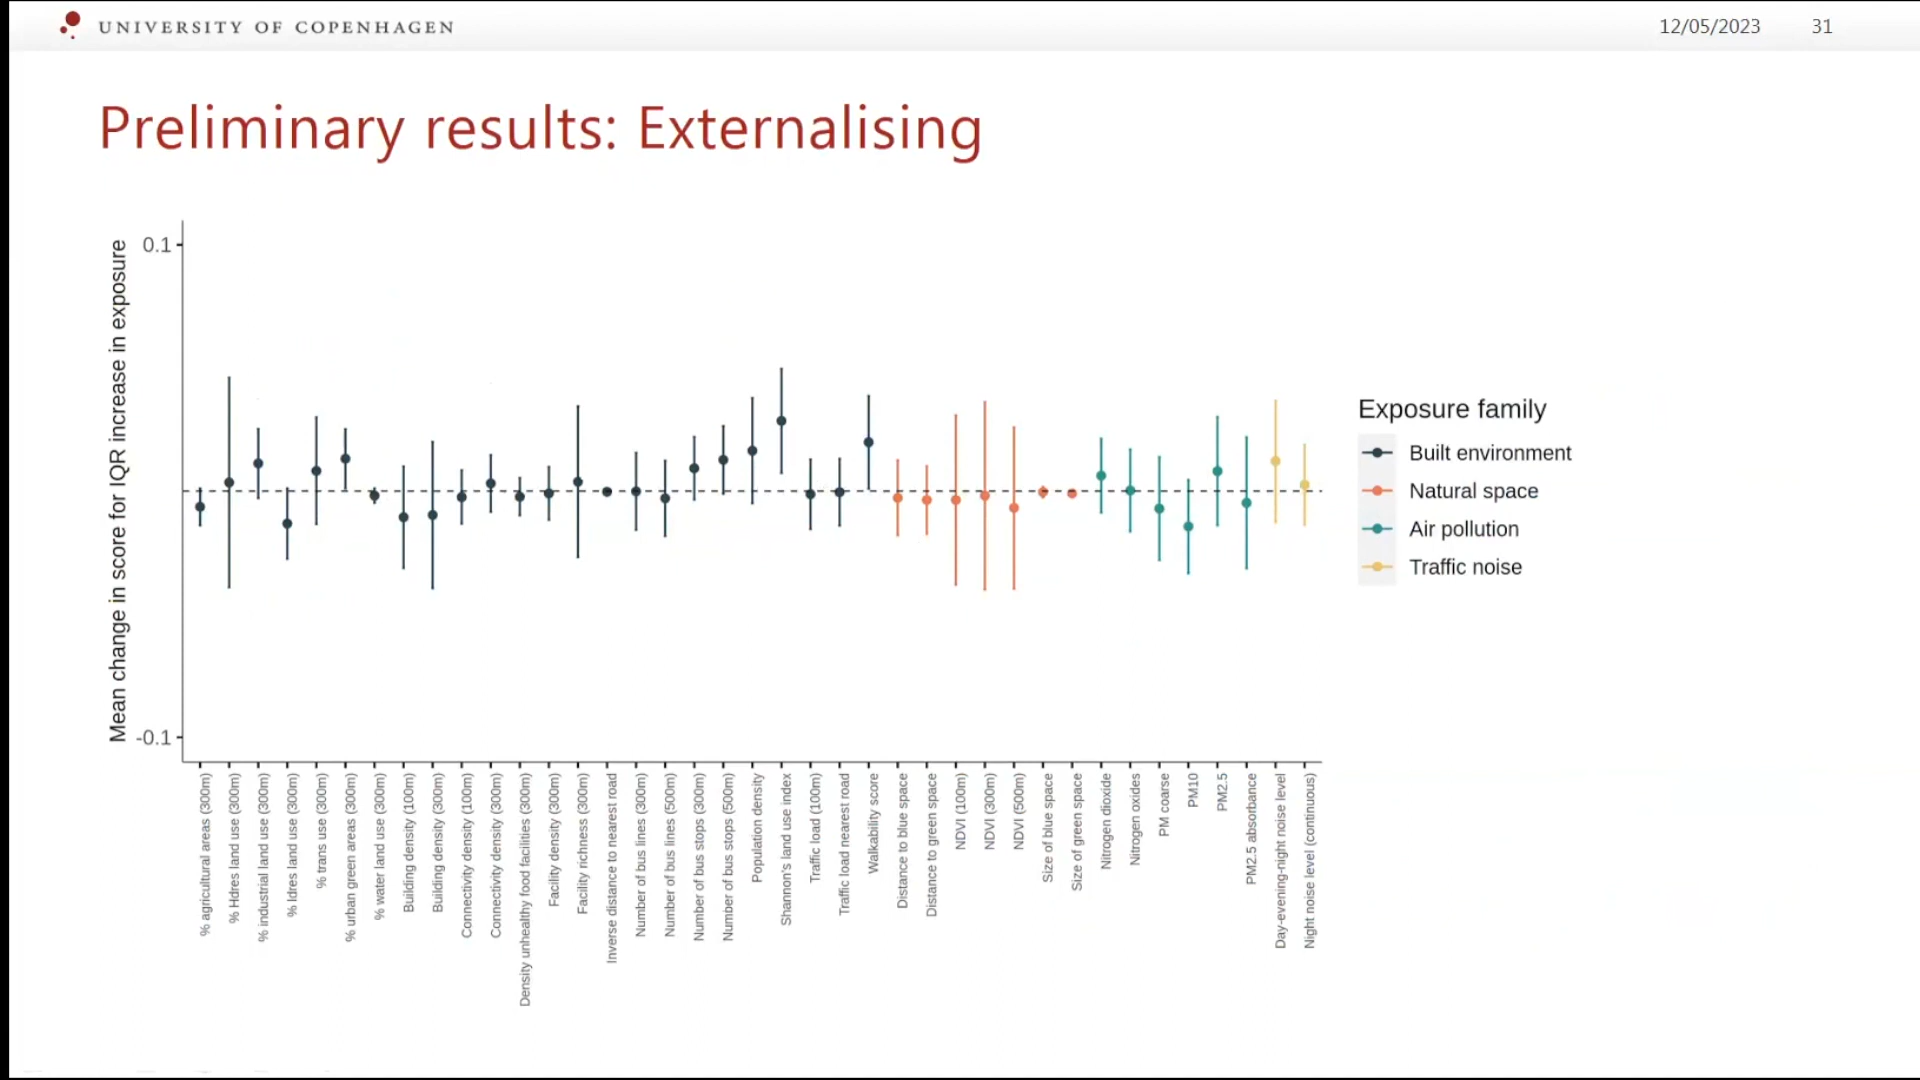 UNIVERSITY OF COPENHAGEN
12/05/2023 31
Preliminary results: Externalising
Mean change in score for IQR increase in exposure
0.1
-0.1
% agricultural areas (300m)
% Hdres land use (300m)
% industrial land use (300m)
% ldres land use (300m)
% trans use (300m)
% urban green areas (300m)
% water land use (300m)
Building density (100m)
Building density (300m)
Connectivity density (100m)
Connectivity density (300m)
Density unhealthy food facilities (300m)
Facility density (300m)
Facility richness (300m)
Inverse distance to nearest road
Number of bus lines (300m)
Number of bus lines (500m)
Number of bus stops (300m)
Number of bus stops (500m)
Population density
Shannon's land use index
Traffic load (100m)
Traffic load nearest road
Walkability score
Distance to blue space
Distance to green space
NDVI (100m)
NDVI (300m)
NDVI (500m)
Size of blue space
Size of green space
Nitrogen dioxide
Nitrogen oxides
PM coarse
PM10
PM2.5
PM2.5 absorbance
Day-evening-night noise level
Night noise level (continuous)
Exposure family
Built environment
Natural space
Air pollution
Traffic noise